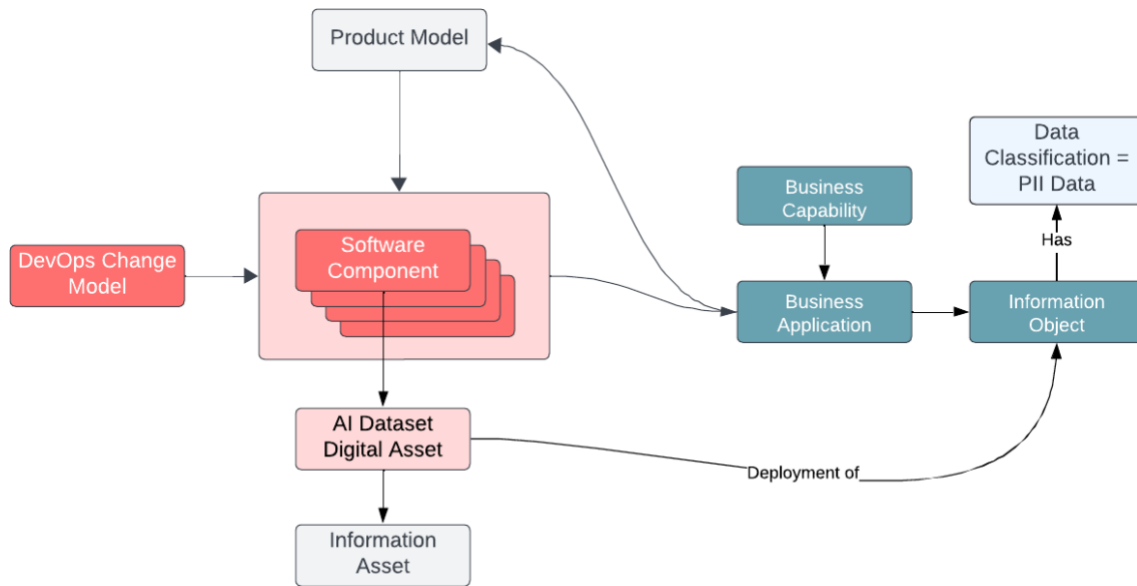 Product Model
Data
Classification =
PII Data
Business
Capability
Has
Software
Component
DevOps Change
Model
Business
Application
Information
Object
AI Dataset
Digital Asset
Deployment of
Information
Asset